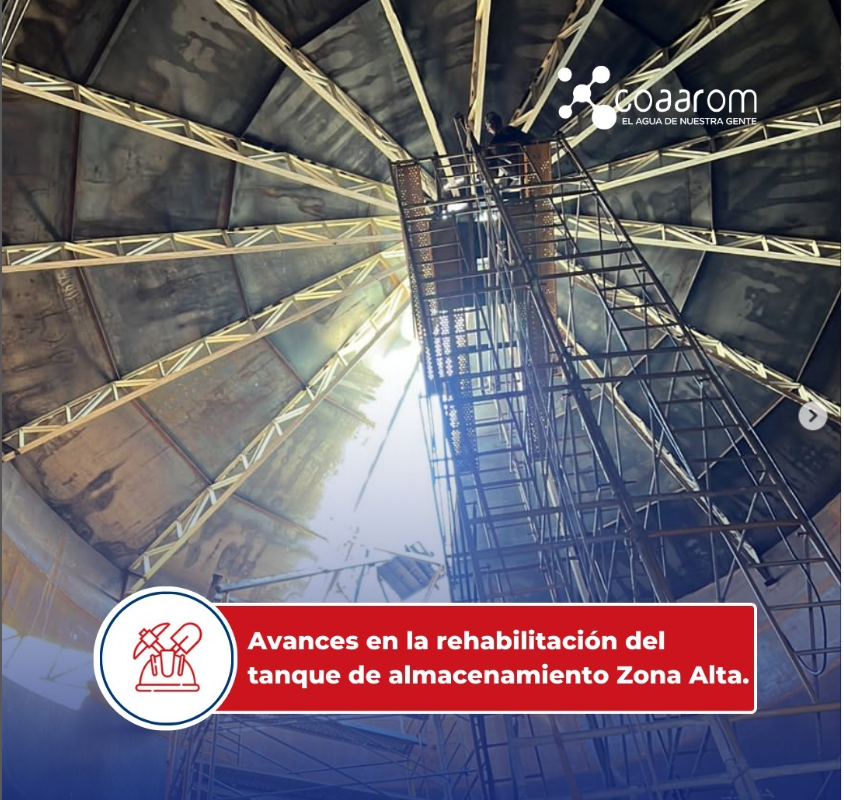 coaarom
EL AGUA DE NUESTRA GENTE
Avances en la rehabilitación del
tanque de almacenamiento Zona Alta.